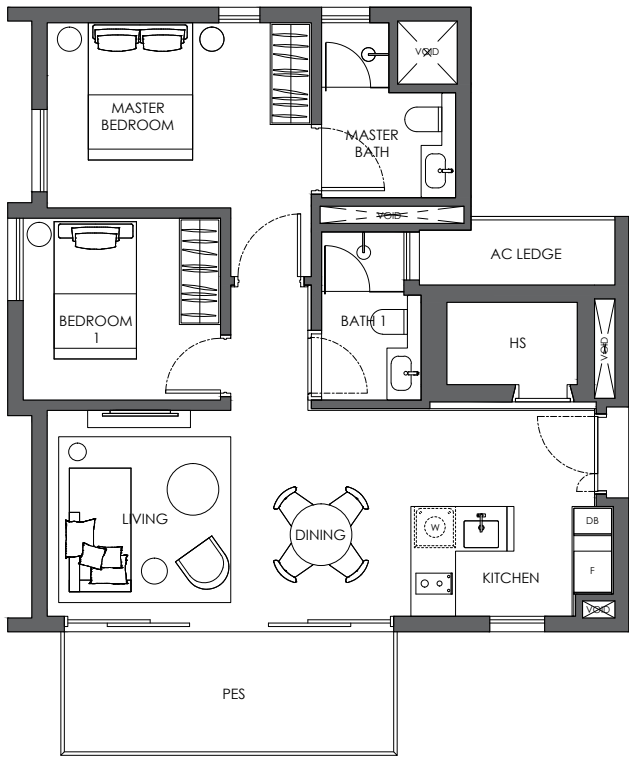 VOID
MASTER
BEDROOM
MASTER
BATH
VOID
AC LEDGE
BEDROOM
1
BATH 1
HS
VOID
LIVING
DINING
W
DB
KITCHEN
F
VOID
PES